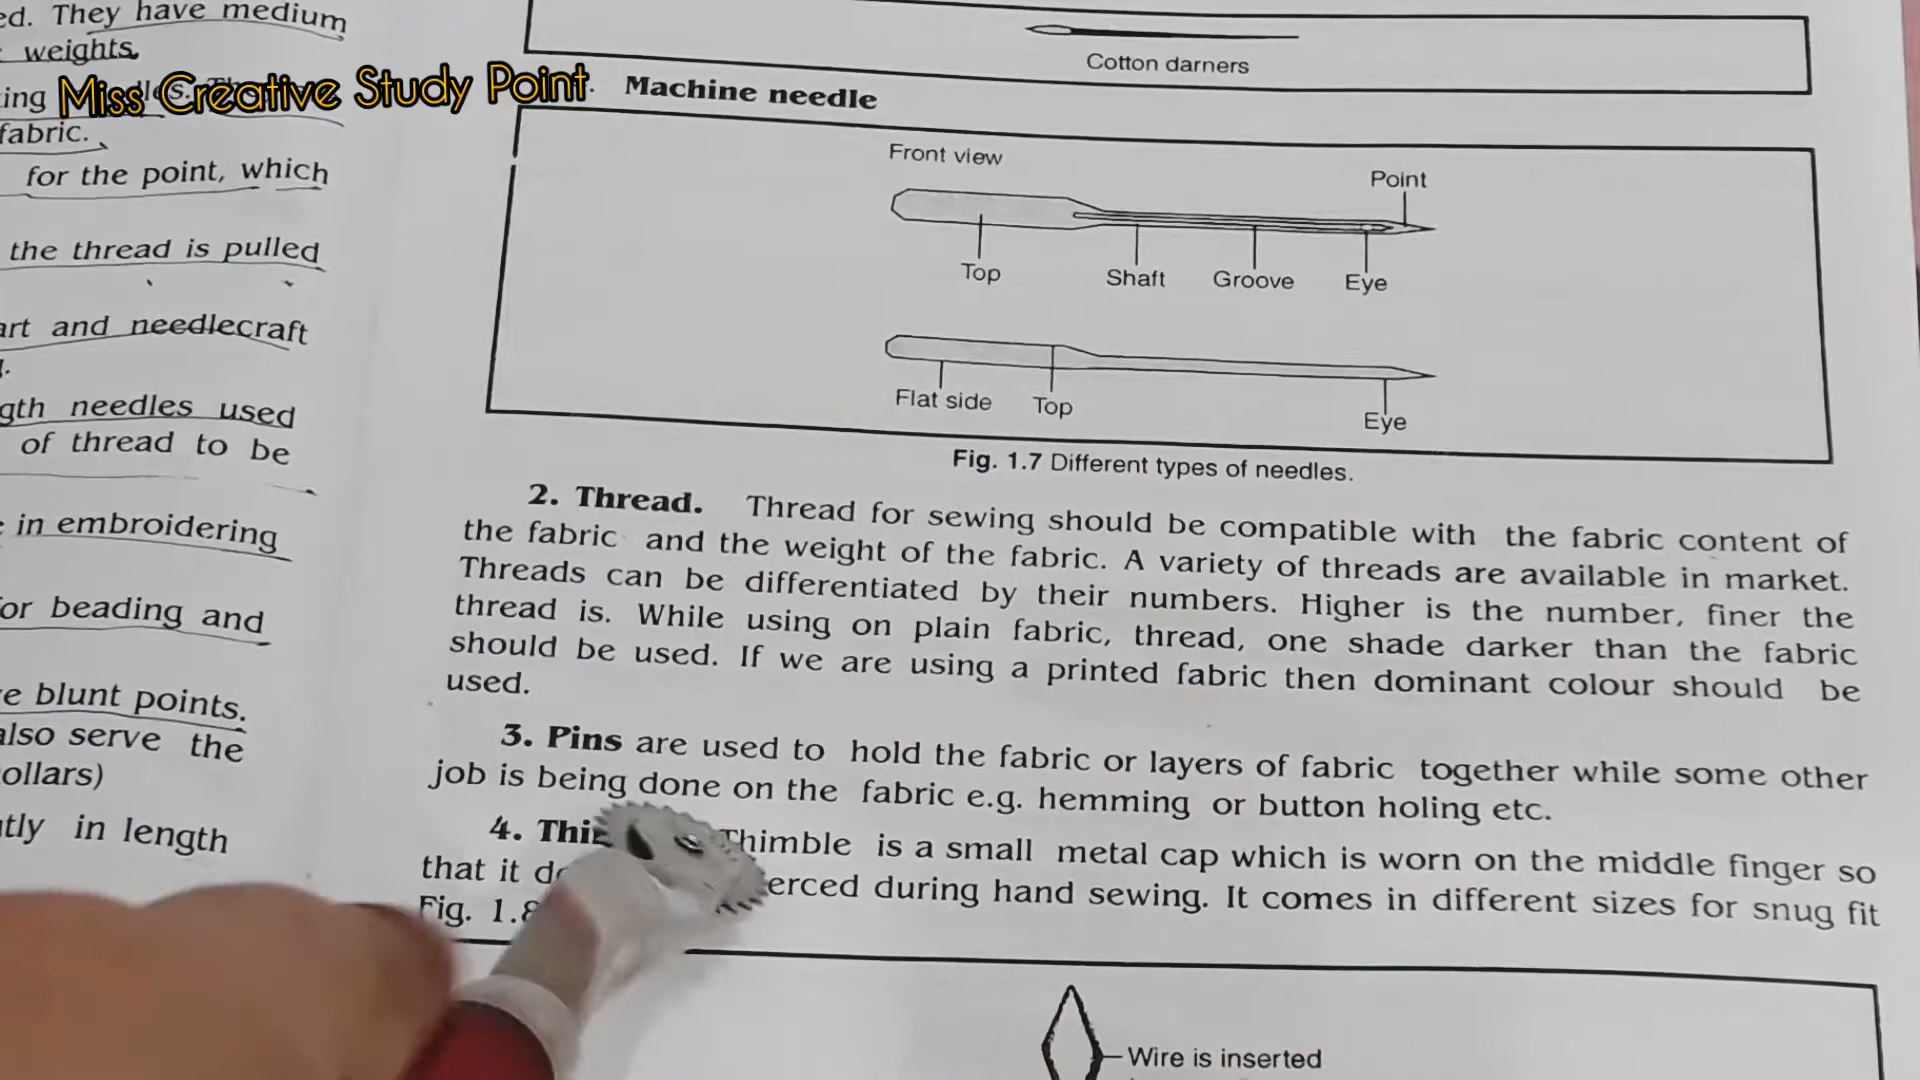 ed. They have medium
weights.
ing
fabric.
for the point, which
the thread is pulled
art and needlecraft
gth needles used
of thread to be
in embroidering
or beading and
e blunt points.
also serve the
ollars)
tly in length
Miss Creative Study Point
Cotton darners
Machine needle
Front view
Point
Top Shaft Groove Eye
Flat side Top Eye
Fig. 1.7 Different types of needles.
2. Thread. Thread for sewing should be compatible with the fabric content of
the fabric and the weight of the fabric. A variety of threads are available in market.
Threads can be differentiated by their numbers. Higher is the number, finer the
thread is. While using on plain fabric, thread, one shade darker than the fabric
should be used. If we are using a printed fabric then dominant colour should be
used.
3. Pins are used to hold the fabric or layers of fabric together while some other
job is being done on the fabric e.g. hemming or button holing etc.
4. Thi Thimble is a small metal cap which is worn on the middle finger so
that it do erced during hand sewing. It comes in different sizes for snug fit
Fig. 1.8
Wire is inserted